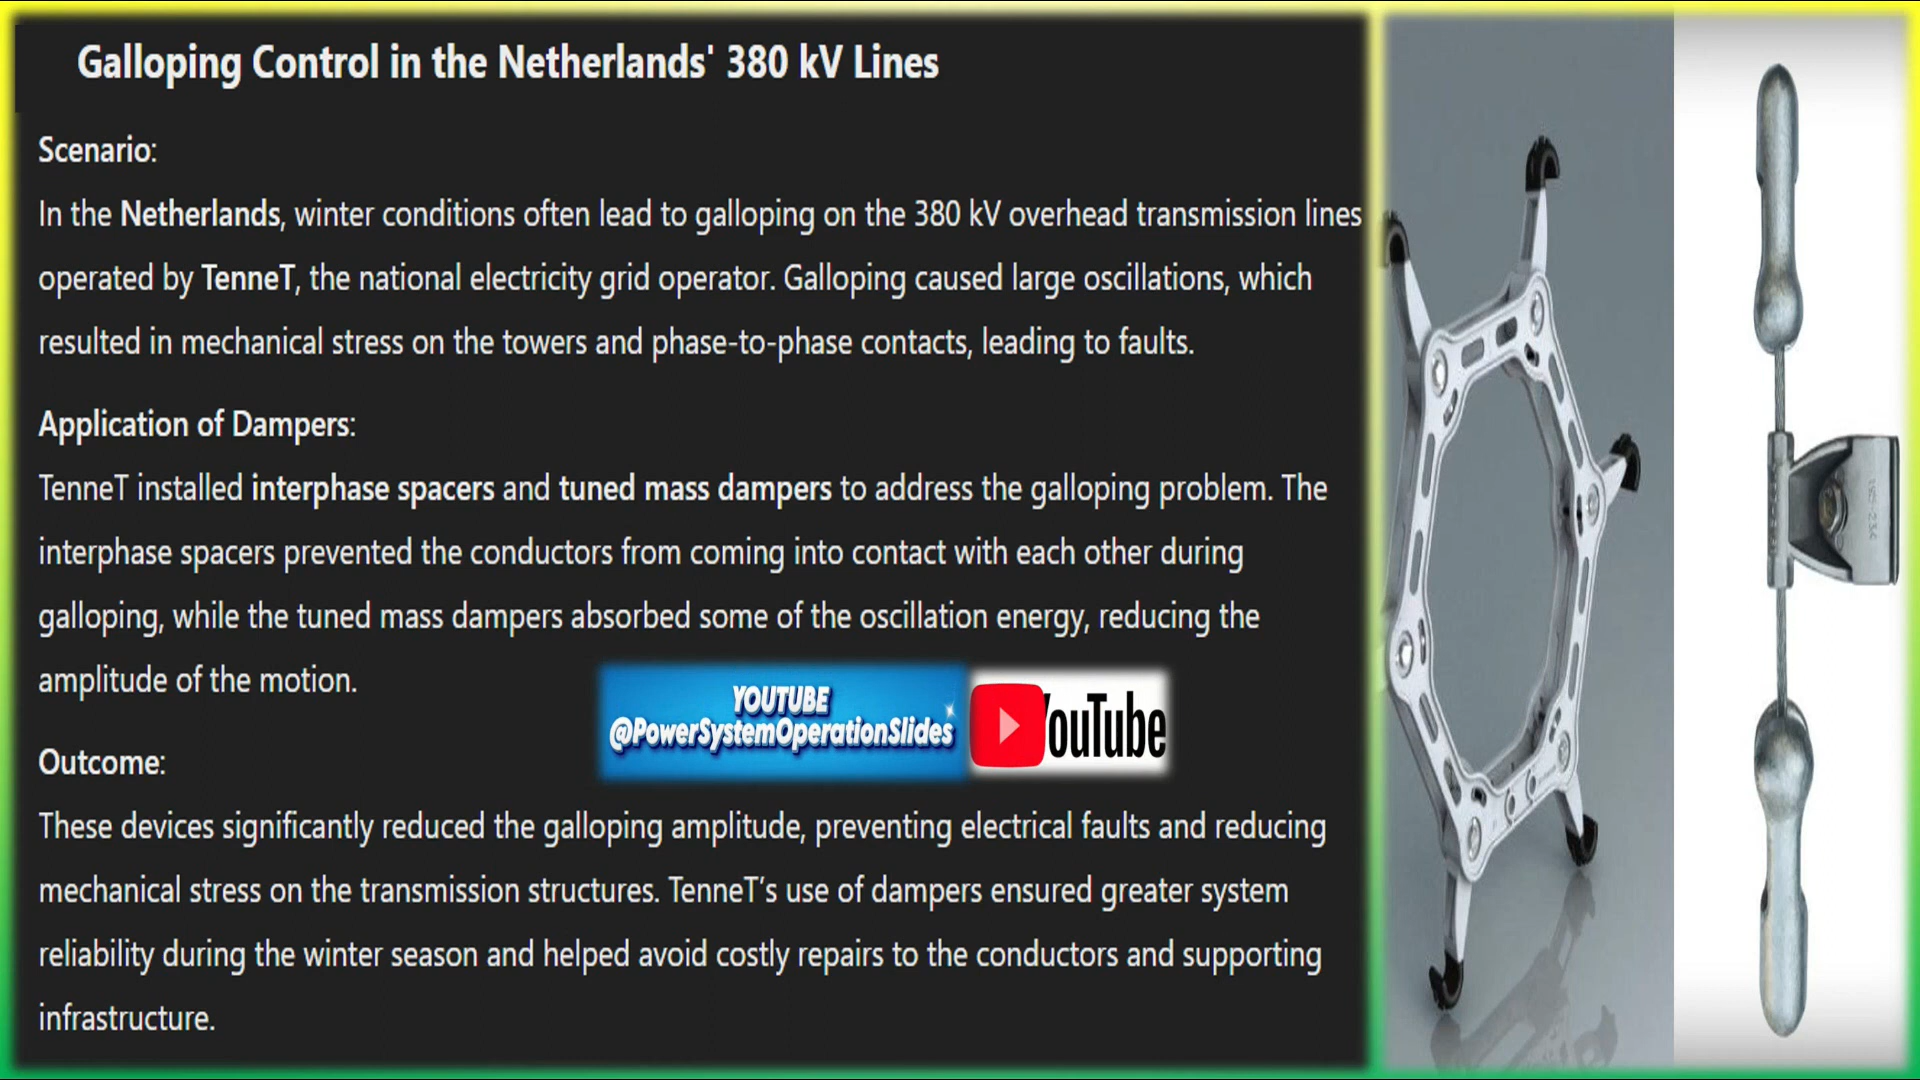 Galloping Control in the Netherlands' 380 kV Lines
Scenario:
In the Netherlands, winter conditions often lead to galloping on the 380 kV overhead transmission lines
operated by TenneT, the national electricity grid operator. Galloping caused large oscillations, which
resulted in mechanical stress on the towers and phase-to-phase contacts, leading to faults.
Application of Dampers:
TenneT installed interphase spacers and tuned mass dampers to address the galloping problem. The
interphase spacers prevented the conductors from coming into contact with each other during
galloping, while the tuned mass dampers absorbed some of the oscillation energy, reducing the
amplitude of the motion.
YOUTUBE
@PowerSystemOperationSlides
YouTube
Outcome:
These devices significantly reduced the galloping amplitude, preventing electrical faults and reducing
mechanical stress on the transmission structures. TenneT’s use of dampers ensured greater system
reliability during the winter season and helped avoid costly repairs to the conductors and supporting
infrastructure.